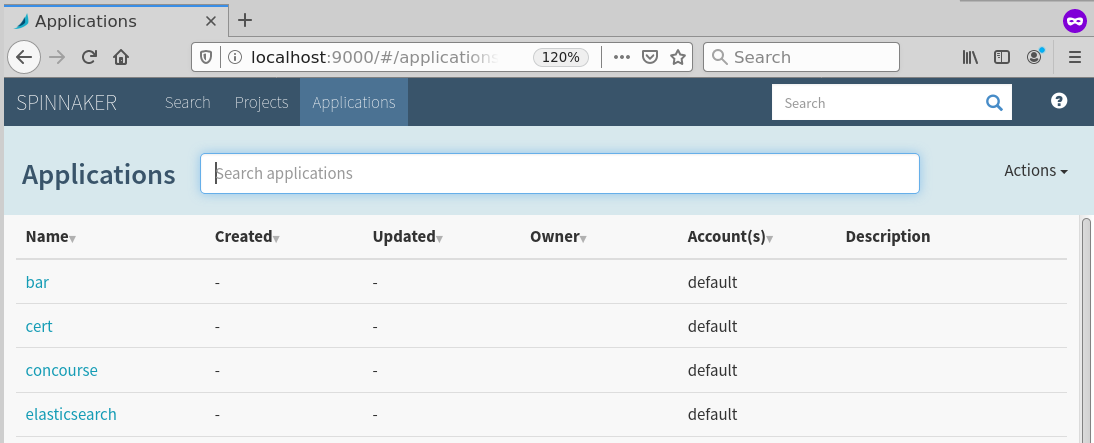 Applications
localhost:9000/#/applications 120% Search
SPINNAKER Search Projects Applications Search
Applications Search applications Actions
Name Created Updated Owner Account(s) Description
bar - - default
cert - - default
concourse - - default
elasticsearch - - default